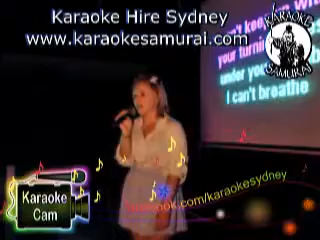 Karaoke Hire Sydney
www.karaokesamurai.com
KARAOKE
SAMURAI
't keep
your turnin
under you
I can't breathe
Karaoke
Cam
facebook.com/karaokesydney